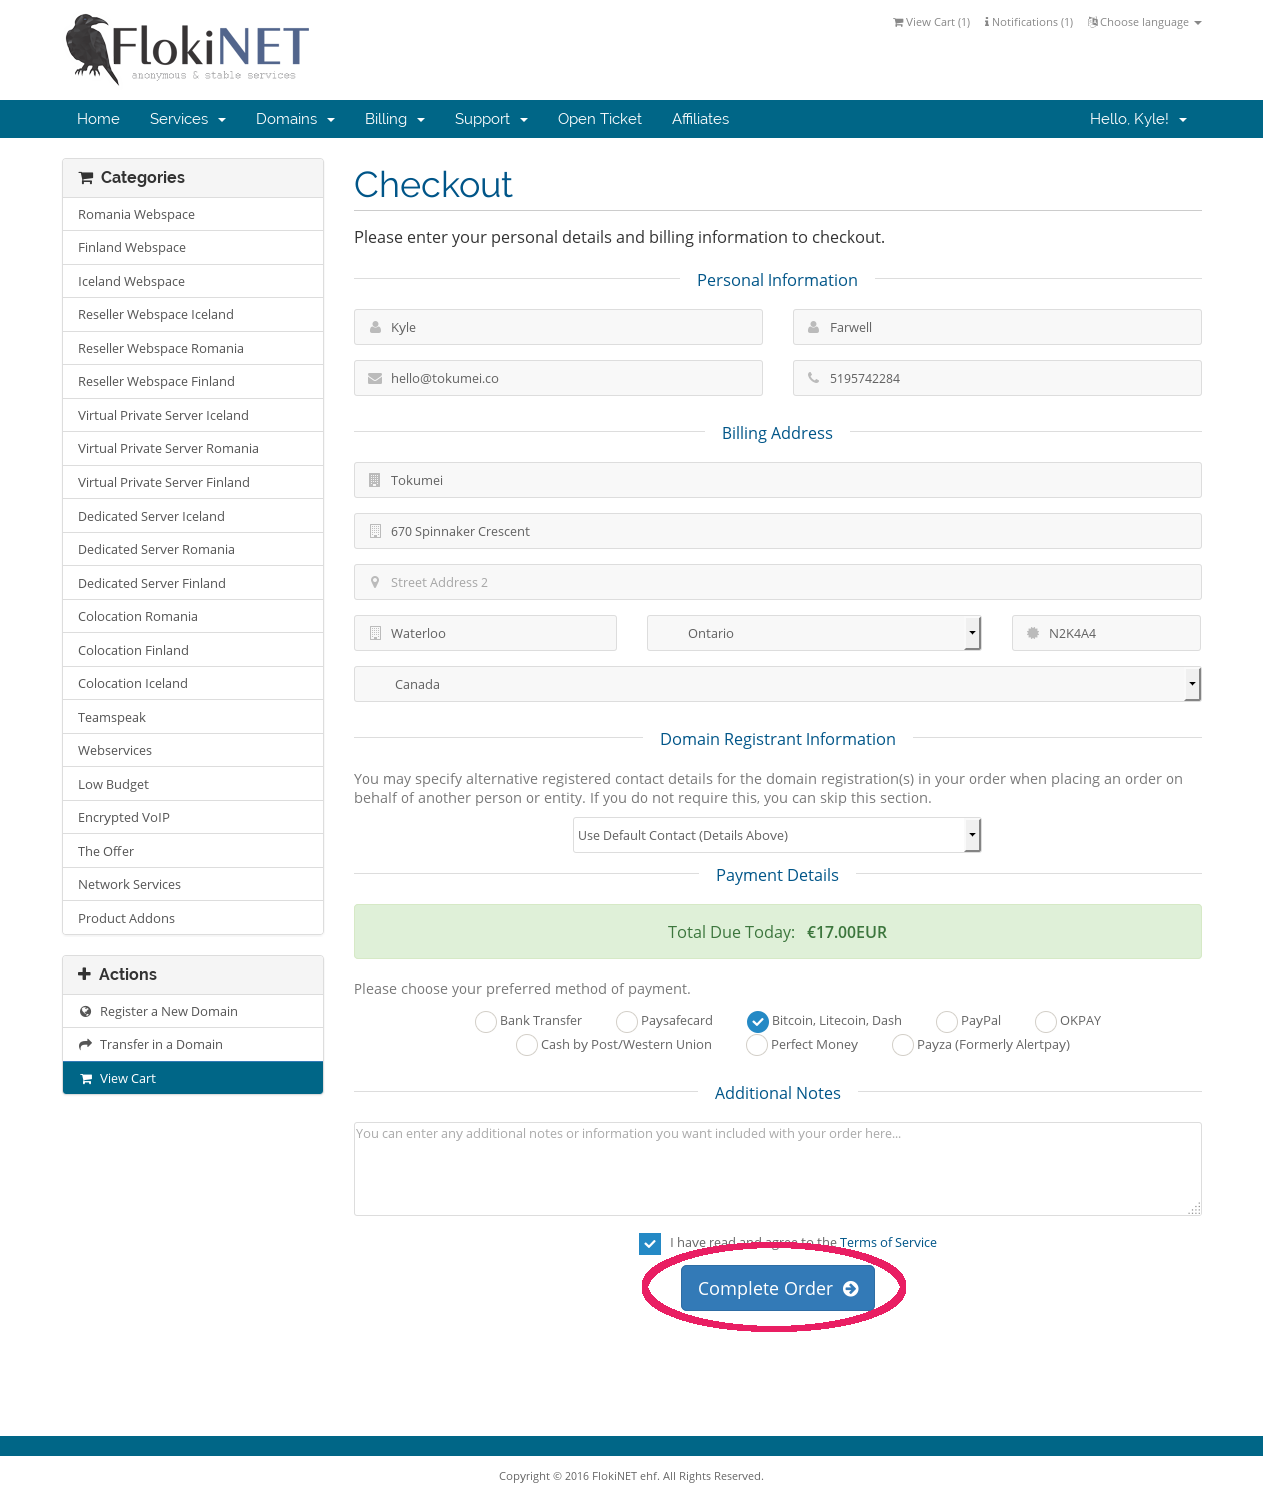 FlokiNET
anonymous & stable services
View Cart (1) Notifications (1) Choose language
Home Services Domains Billing Support Open Ticket Affiliates Hello, Kyle!
Categories
Romania Webspace
Finland Webspace
Iceland Webspace
Reseller Webspace Iceland
Reseller Webspace Romania
Reseller Webspace Finland
Virtual Private Server Iceland
Virtual Private Server Romania
Virtual Private Server Finland
Dedicated Server Iceland
Dedicated Server Romania
Dedicated Server Finland
Colocation Romania
Colocation Finland
Colocation Iceland
Teamspeak
Webservices
Low Budget
Encrypted VoIP
The Offer
Network Services
Product Addons
Actions
Register a New Domain
Transfer in a Domain
View Cart
Checkout
Please enter your personal details and billing information to checkout.
Personal Information
Kyle Farwell
hello@tokumei.co 5195742284
Billing Address
Tokumei
670 Spinnaker Crescent
Street Address 2
Waterloo Ontario N2K4A4
Canada
Domain Registrant Information
You may specify alternative registered contact details for the domain registration(s) in your order when placing an order on
behalf of another person or entity. If you do not require this, you can skip this section.
Use Default Contact (Details Above)
Payment Details
Total Due Today: €17.00EUR
Please choose your preferred method of payment.
Bank Transfer Paysafecard Bitcoin, Litecoin, Dash PayPal OKPAY
Cash by Post/Western Union Perfect Money Payza (Formerly Alertpay)
Additional Notes
You can enter any additional notes or information you want included with your order here...
I have read and agree to the Terms of Service
Complete Order
Copyright © 2016 FlokiNET ehf. All Rights Reserved.